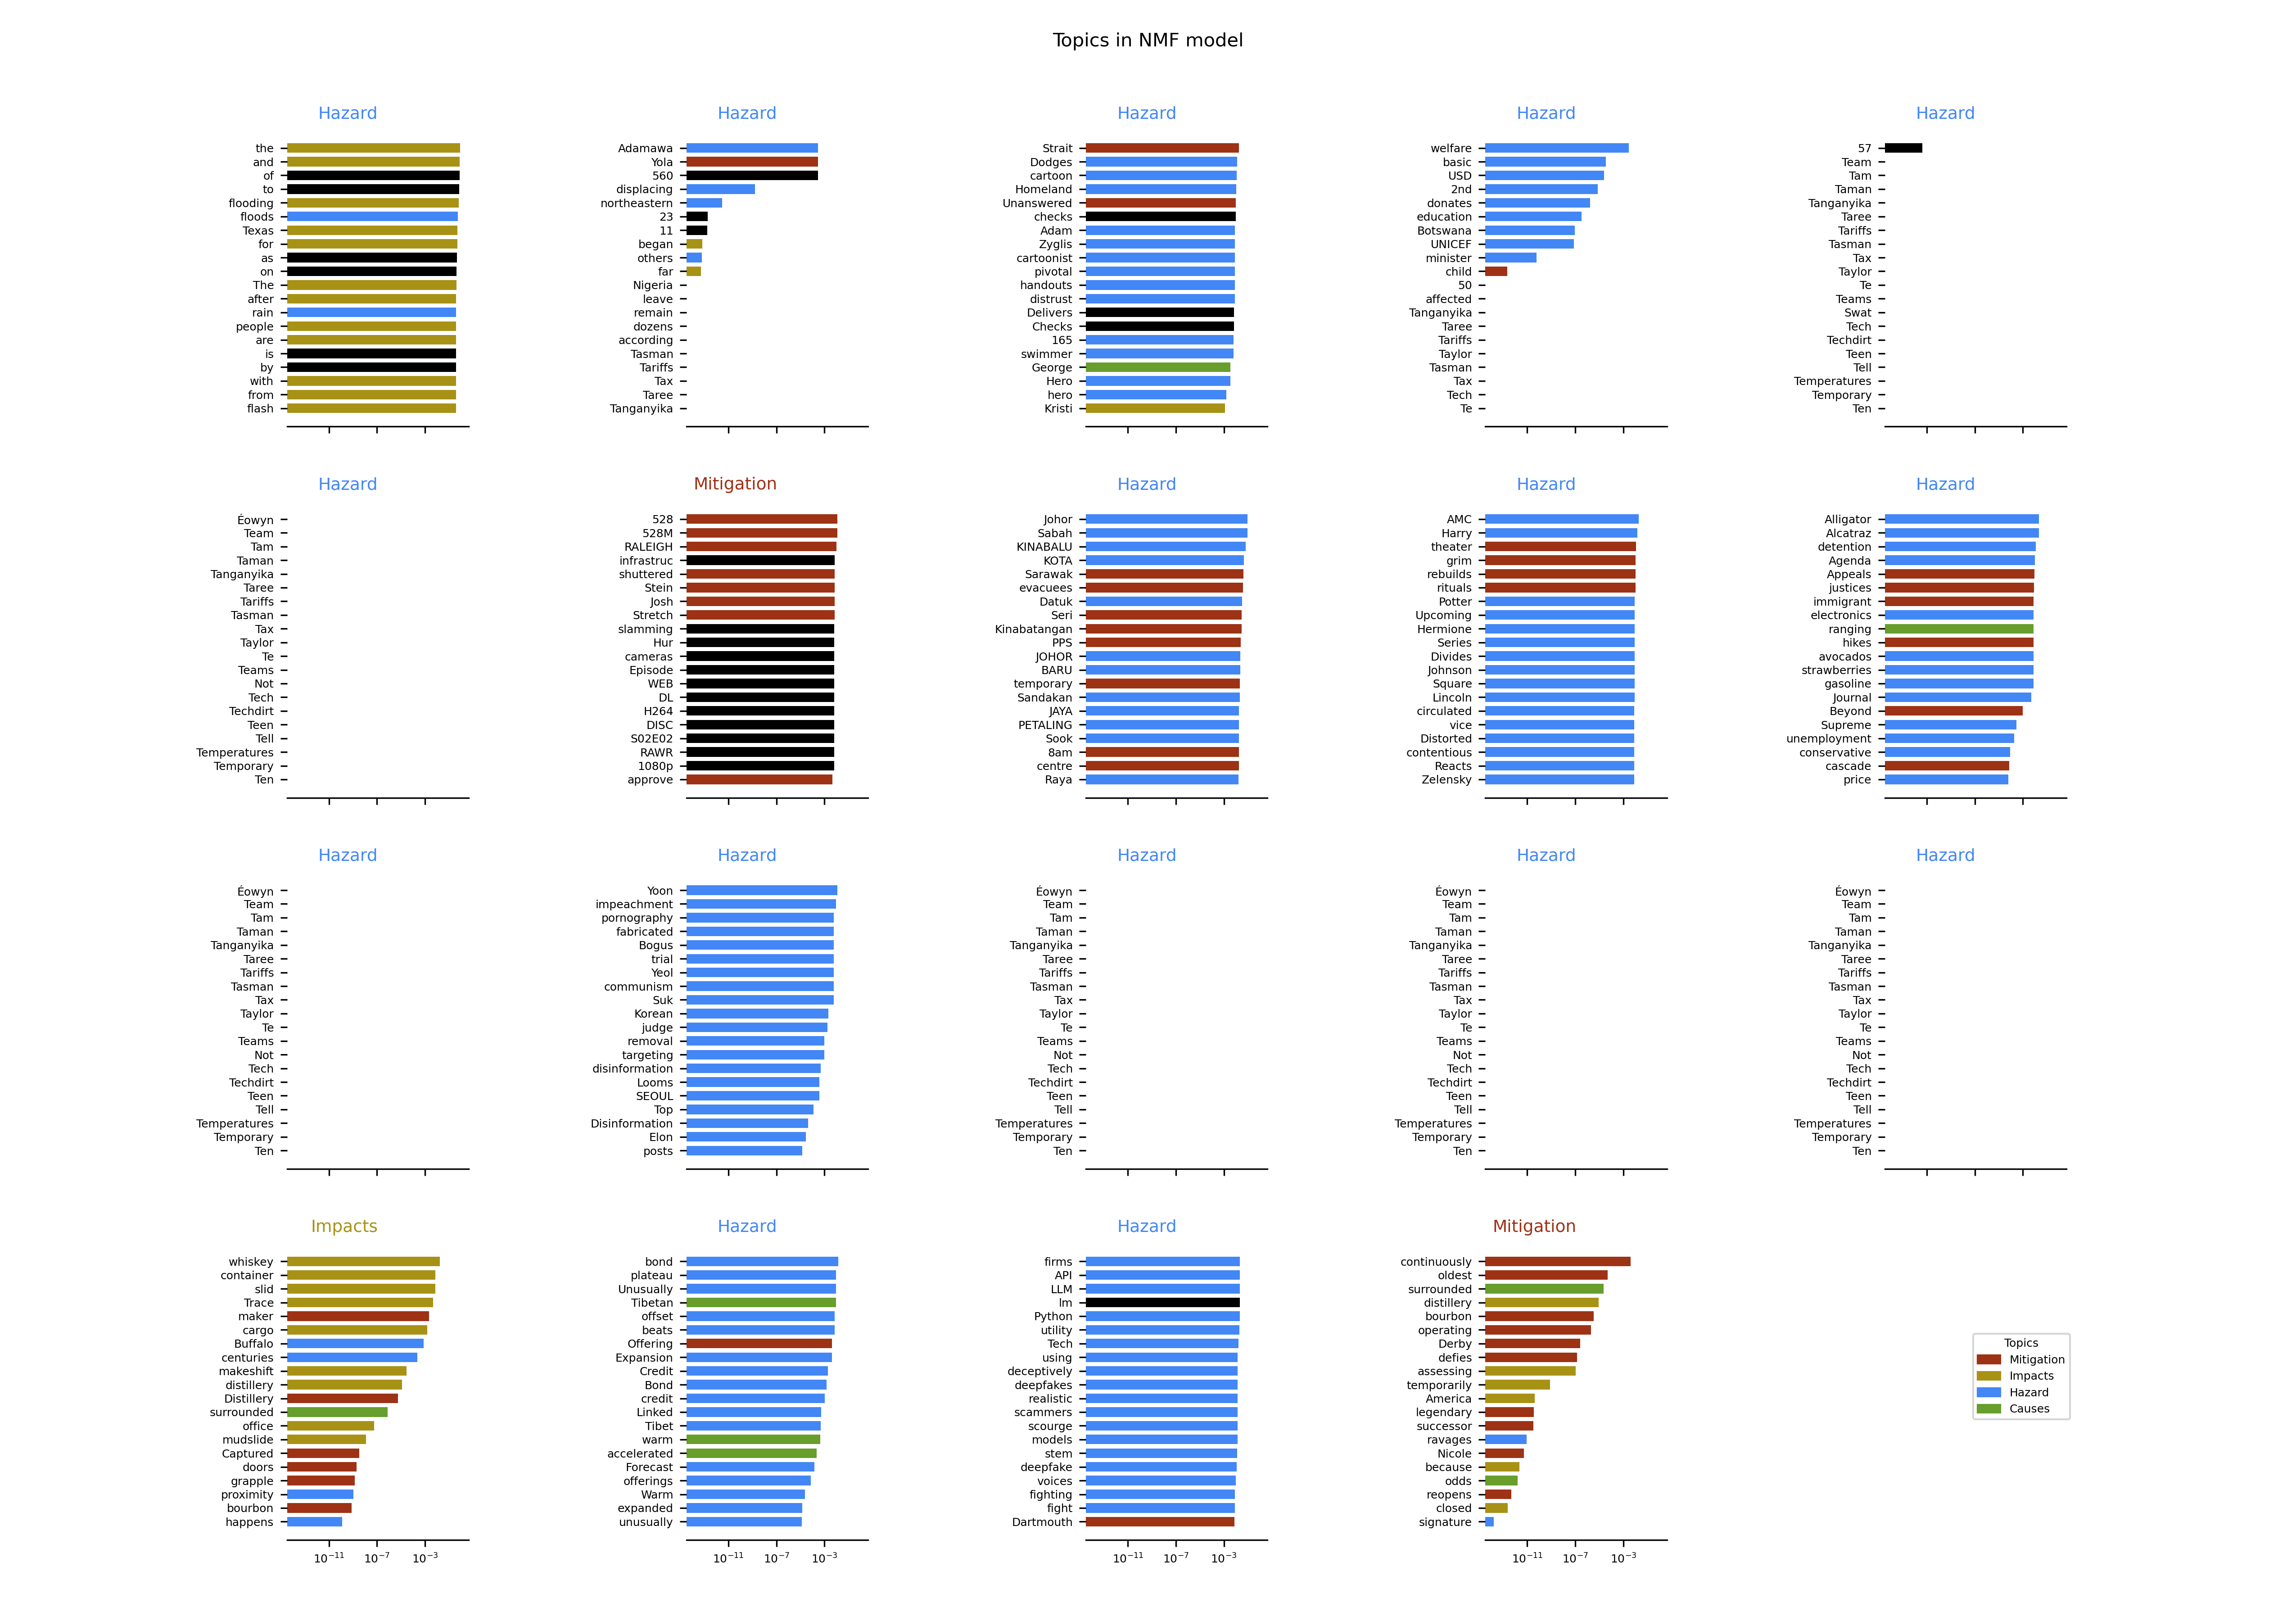 Topics in NMF model
Hazard
the
and
of
to
flooding
floods
Texas
for
as
on
The
after
rain
people
are
is
by
with
from
flash
Hazard
Adamawa
Yola
560
displacing
northeastern
23
11
began
others
far
Nigeria
leave
remain
dozens
according
Tasman
Tariffs
Tax
Taree
Tanganyika
Hazard
Strait
Dodges
cartoon
Homeland
Unanswered
checks
Adam
Zyglis
cartoonist
pivotal
handouts
distrust
Delivers
Checks
165
swimmer
George
Hero
hero
Kristi
Hazard
welfare
basic
USD
2nd
donates
education
Botswana
UNICEF
minister
child
50
affected
Tanganyika
Taree
Tariffs
Taylor
Tasman
Tax
Tech
Te
Hazard
57
Team
Tam
Taman
Tanganyika
Taree
Tariffs
Tasman
Tax
Taylor
Te
Teams
Swat
Tech
Techdirt
Teen
Tell
Temperatures
Temporary
Ten
Hazard
Éowyn
Team
Tam
Taman
Tanganyika
Taree
Tariffs
Tasman
Tax
Taylor
Te
Teams
Not
Tech
Techdirt
Teen
Tell
Temperatures
Temporary
Ten
Mitigation
528
528M
RALEIGH
infrastruc
shuttered
Stein
Josh
Stretch
slamming
Hur
cameras
Episode
WEB
DL
H264
DISC
S02E02
RAWR
1080p
approve
Hazard
Johor
Sabah
KINABALU
KOTA
Sarawak
evacuees
Datuk
Seri
Kinabatangan
PPS
JOHOR
BARU
temporary
Sandakan
JAYA
PETALING
Sook
8am
centre
Raya
Hazard
AMC
Harry
theater
grim
rebuilds
rituals
Potter
Upcoming
Hermione
Series
Divides
Johnson
Square
Lincoln
circulated
vice
Distorted
contentious
Reacts
Zelensky
Hazard
Alligator
Alcatraz
detention
Agenda
Appeals
justices
immigrant
electronics
ranging
hikes
avocados
strawberries
gasoline
Journal
Beyond
Supreme
unemployment
conservative
cascade
price
Hazard
Éowyn
Team
Tam
Taman
Tanganyika
Taree
Tariffs
Tasman
Tax
Taylor
Te
Teams
Not
Tech
Techdirt
Teen
Tell
Temperatures
Temporary
Ten
Hazard
Yoon
impeachment
pornography
fabricated
Bogus
trial
Yeol
communism
Suk
Korean
judge
removal
targeting
disinformation
Looms
SEOUL
Top
Disinformation
Elon
posts
Hazard
Éowyn
Team
Tam
Taman
Tanganyika
Taree
Tariffs
Tasman
Tax
Taylor
Te
Teams
Not
Tech
Techdirt
Teen
Tell
Temperatures
Temporary
Ten
Hazard
Éowyn
Team
Tam
Taman
Tanganyika
Taree
Tariffs
Tasman
Tax
Taylor
Te
Teams
Not
Tech
Techdirt
Teen
Tell
Temperatures
Temporary
Ten
Hazard
Éowyn
Team
Tam
Taman
Tanganyika
Taree
Tariffs
Tasman
Tax
Taylor
Te
Teams
Not
Tech
Techdirt
Teen
Tell
Temperatures
Temporary
Ten
Impacts
whiskey
container
slid
Trace
maker
cargo
Buffalo
centuries
makeshift
distillery
Distillery
surrounded
office
mudslide
Captured
doors
grapple
proximity
bourbon
happens
10⁻¹¹ 10⁻⁷ 10⁻³
Hazard
bond
plateau
Unusually
Tibetan
offset
beats
Offering
Expansion
Credit
Bond
credit
Linked
Tibet
warm
accelerated
Forecast
offerings
Warm
expanded
unusually
10⁻¹¹ 10⁻⁷ 10⁻³
Hazard
firms
API
LLM
lm
Python
utility
Tech
using
deceptively
deepfakes
realistic
scammers
scourge
models
stem
deepfake
voices
fighting
fight
Dartmouth
10⁻¹¹ 10⁻⁷ 10⁻³
Mitigation
continuously
oldest
surrounded
distillery
bourbon
operating
Derby
defies
assessing
temporarily
America
legendary
successor
ravages
Nicole
because
odds
reopens
closed
signature
10⁻¹¹ 10⁻⁷ 10⁻³
Topics
Mitigation
Impacts
Hazard
Causes